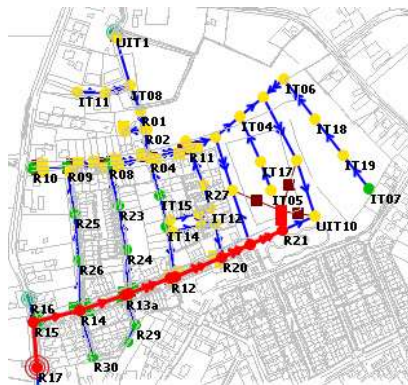 UIT1
IT06
IT11
IT08
R01
IT04
IT18
R02
R11
R04
IT17
IT19
R10
R09
R08
IT07
IT15
R27
IT05
R25
R23
IT12
UIT10
IT14
R21
R24
R26
R20
R12
R16
R13a
R14
R15
R29
R30
R17